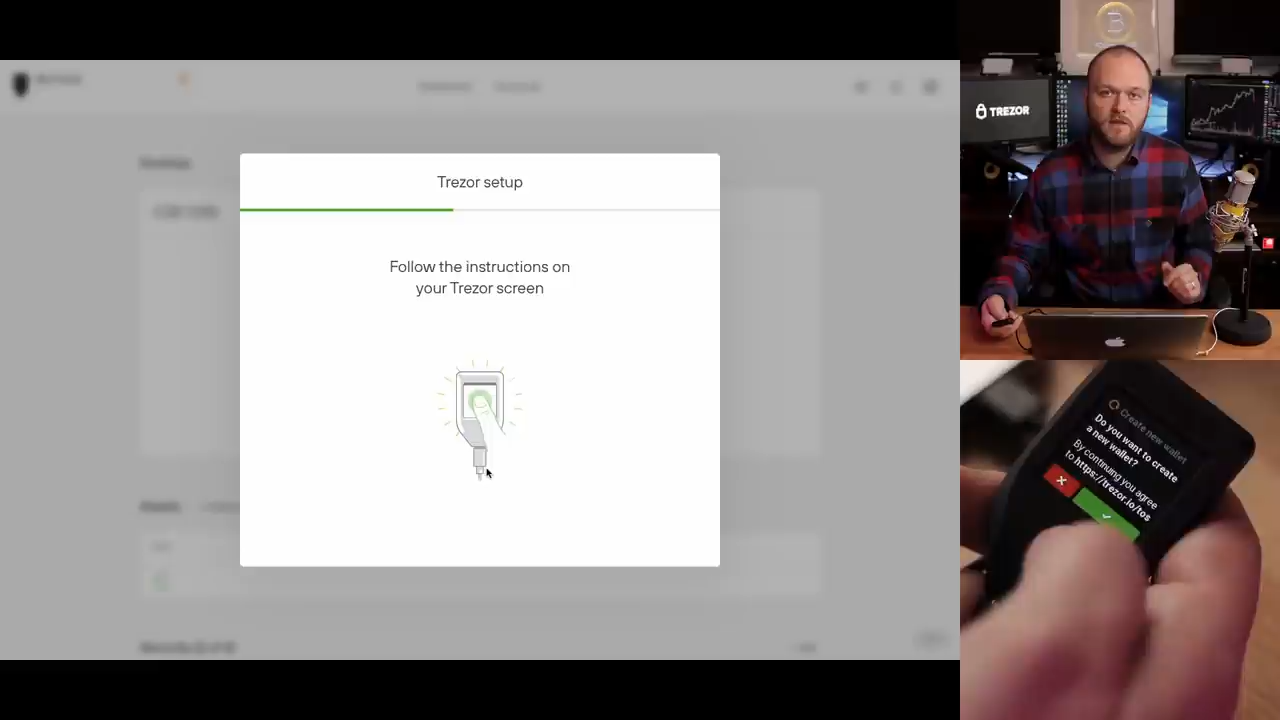 Trezor setup
Follow the instructions on
your Trezor screen
TREZOR
Create new wallet
Do you want to create
a new wallet?
By continuing you agree
to https://trezor.io/tos